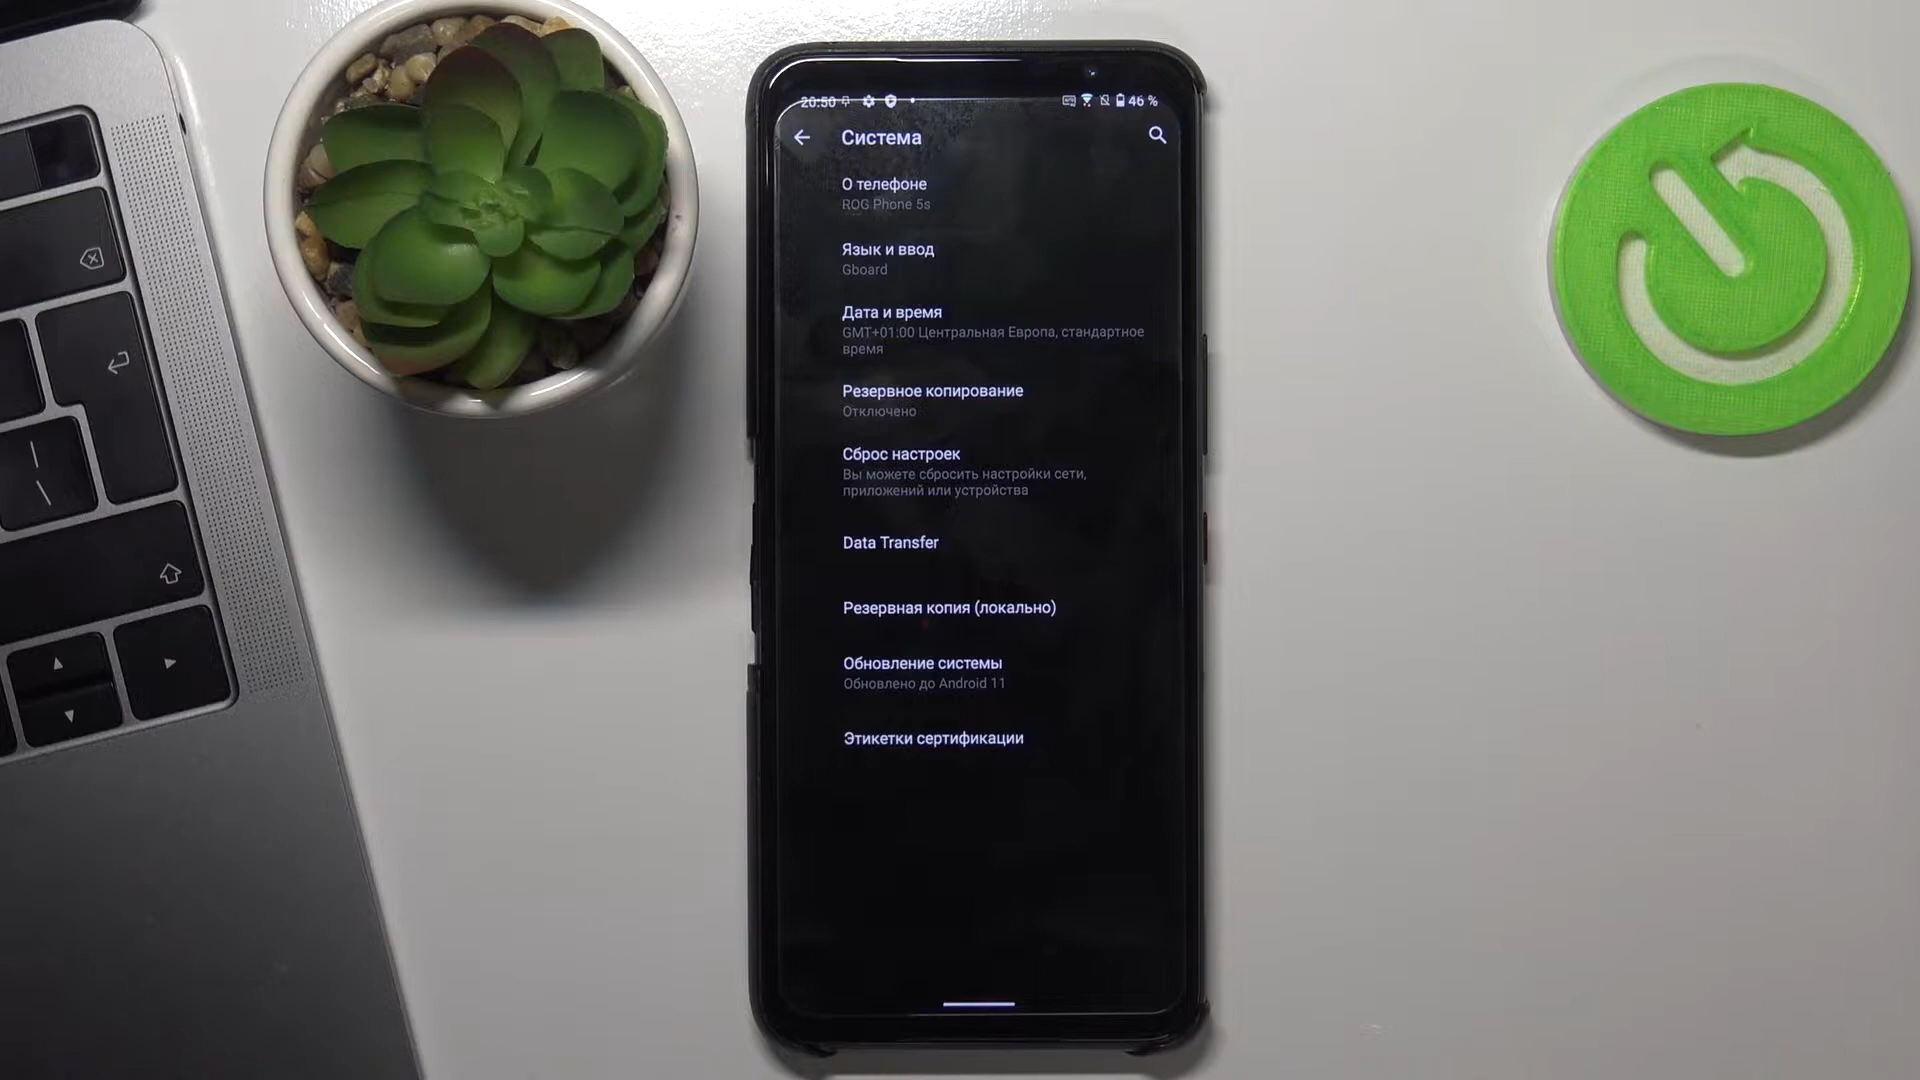 20:50
46 %
Система
О телефоне
ROG Phone 5s
Язык и ввод
Gboard
Дата и время
GMT+01:00 Центральная Европа, стандартное
время
Резервное копирование
Отключено
Сброс настроек
Вы можете сбросить настройки сети,
приложений или устройства
Data Transfer
Резервная копия (локально)
Обновление системы
Обновлено до Android 11
Этикетки сертификации